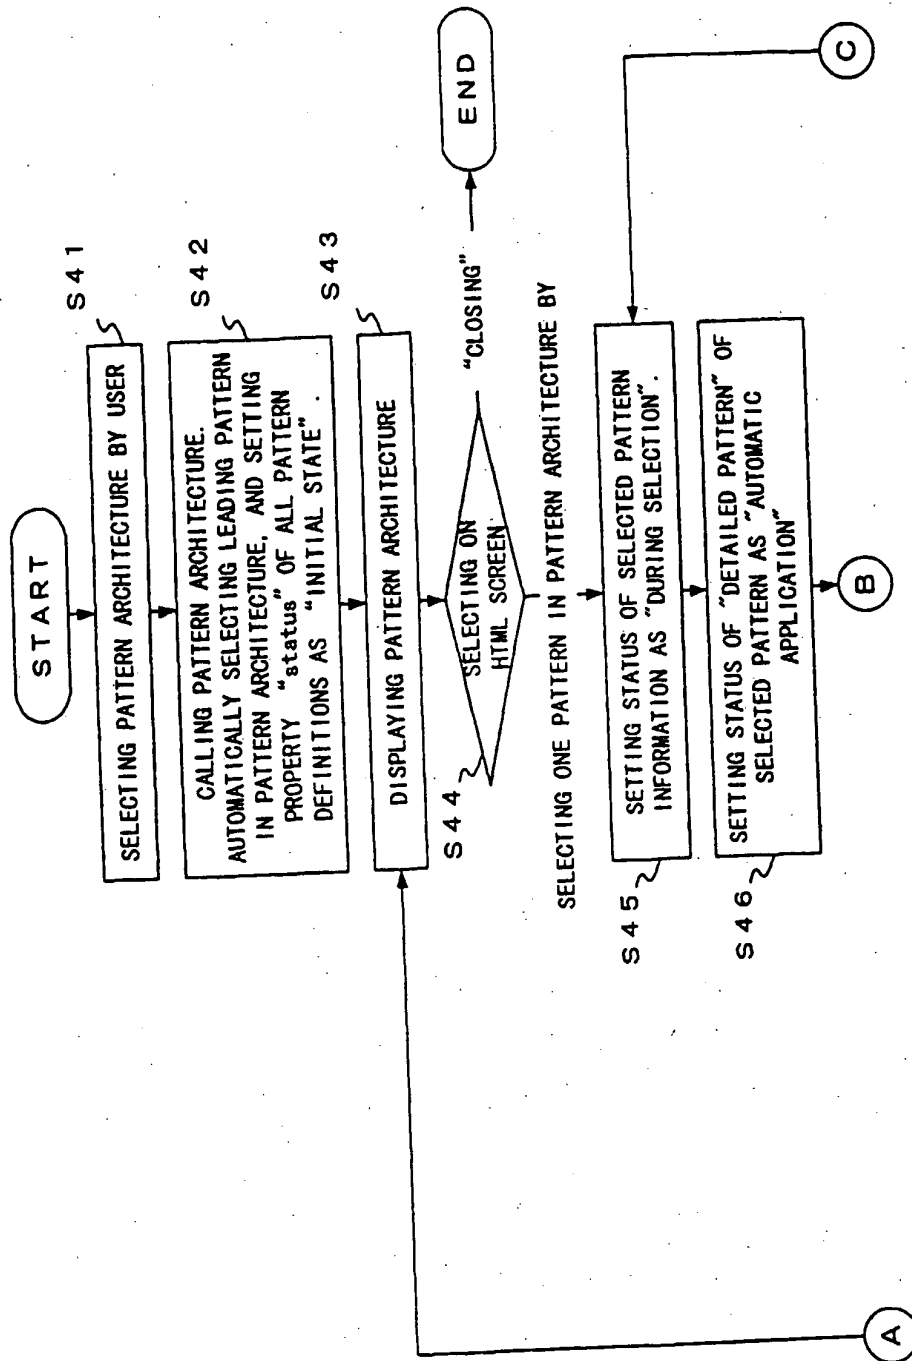 START
S41
SELECTING PATTERN ARCHITECTURE BY USER
S42
CALLING PATTERN ARCHITECTURE.
AUTOMATICALLY SELECTING LEADING PATTERN
IN PATTERN ARCHITECTURE, AND SETTING
PROPERTY "status" OF ALL PATTERN
DEFINITIONS AS "INITIAL STATE".
S43
DISPLAYING PATTERN ARCHITECTURE
S44
SELECTING ON
HTML SCREEN
"CLOSING"
END
SELECTING ONE PATTERN IN PATTERN ARCHITECTURE BY
S45
SETTING STATUS OF SELECTED PATTERN
INFORMATION AS "DURING SELECTION".
S46
SETTING STATUS OF "DETAILED PATTERN" OF
SELECTED PATTERN AS "AUTOMATIC
APPLICATION"
A
B
C